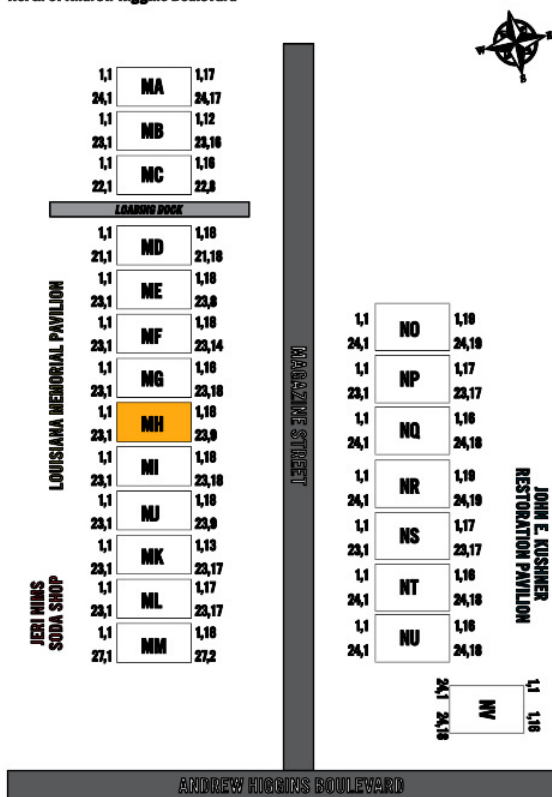 North of Andrew Higgins Boulevard
N
W
E
S
1,1 MA 1,17
24,1 24,17
1,1 MB 1,12
23,1 23,16
1,1 MC 1,16
22,1 22,8
LOADING DOCK
1,1 MD 1,18
21,1 21,18
1,1 ME 1,18
23,1 23,8
1,1 MF 1,18
23,1 23,14
1,1 MG 1,16
23,1 23,18
1,1 MH 1,18
23,1 23,9
1,1 MI 1,18
23,1 23,18
1,1 MJ 1,18
23,1 23,9
1,1 MK 1,13
23,1 23,17
1,1 ML 1,17
23,1 23,17
1,1 MM 1,18
27,1 27,2
LOUISIANA MEMORIAL PAVILION
JERI NIMS
SODA SHOP
MAGAZINE STREET
1,1 NO 1,19
24,1 24,19
1,1 NP 1,17
23,1 23,17
1,1 NQ 1,16
24,1 24,18
1,1 NR 1,19
24,1 24,19
1,1 NS 1,17
23,1 23,17
1,1 NT 1,16
24,1 24,18
1,1 NU 1,16
24,1 24,18
JOHN E. KUSHNER
RESTORATION PAVILION
24,1 1,1
NV
24,18 1,16
ANDREW HIGGINS BOULEVARD